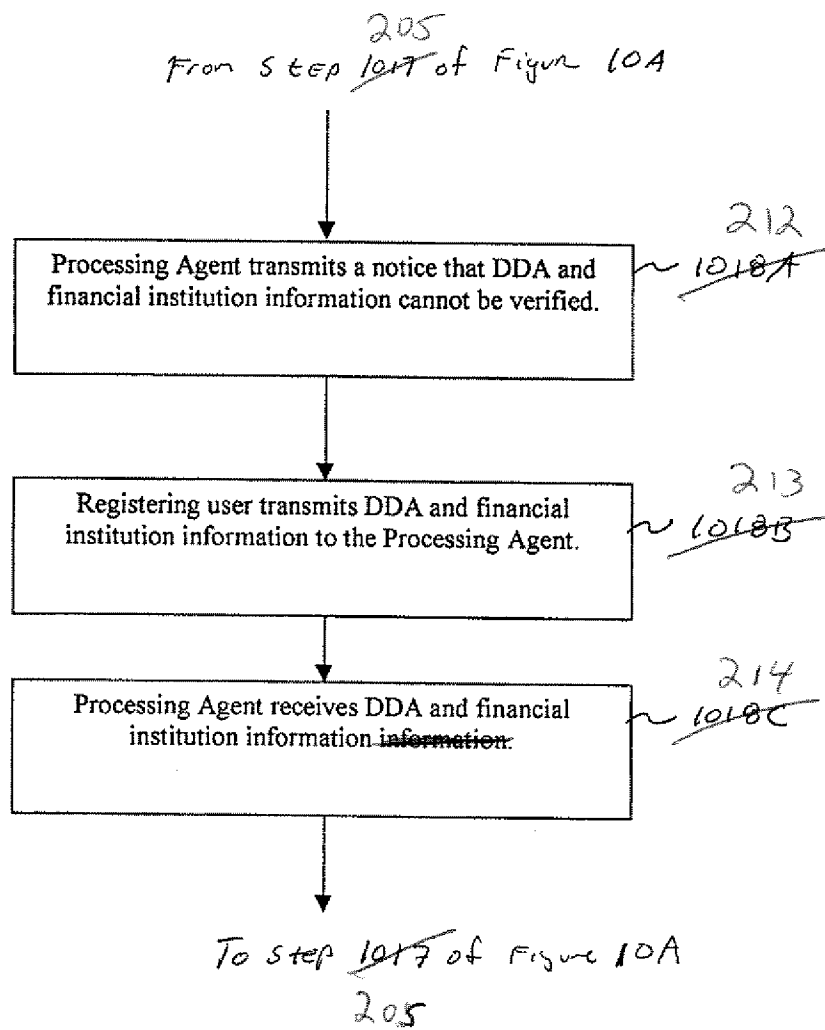 205
From Step 1017 of Figure 10A
212
Processing Agent transmits a notice that DDA and
1018A
financial institution information cannot be verified.
213
Registering user transmits DDA and financial
1018B
institution information to the Processing Agent.
214
Processing Agent receives DDA and financial
1018C
institution information information.
To Step 1017 of Figure 10A
205